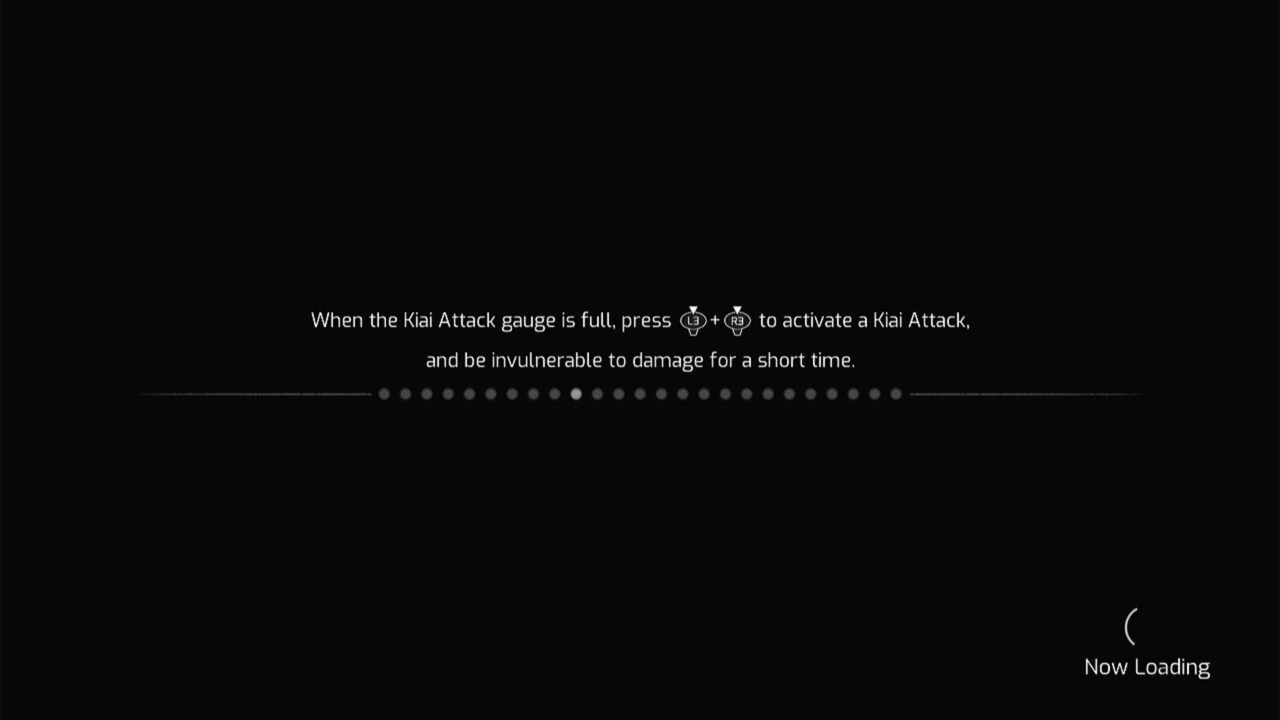 When the Kiai Attack gauge is full, press L3 + R3 to activate a Kiai Attack,
and be invulnerable to damage for a short time.
Now Loading